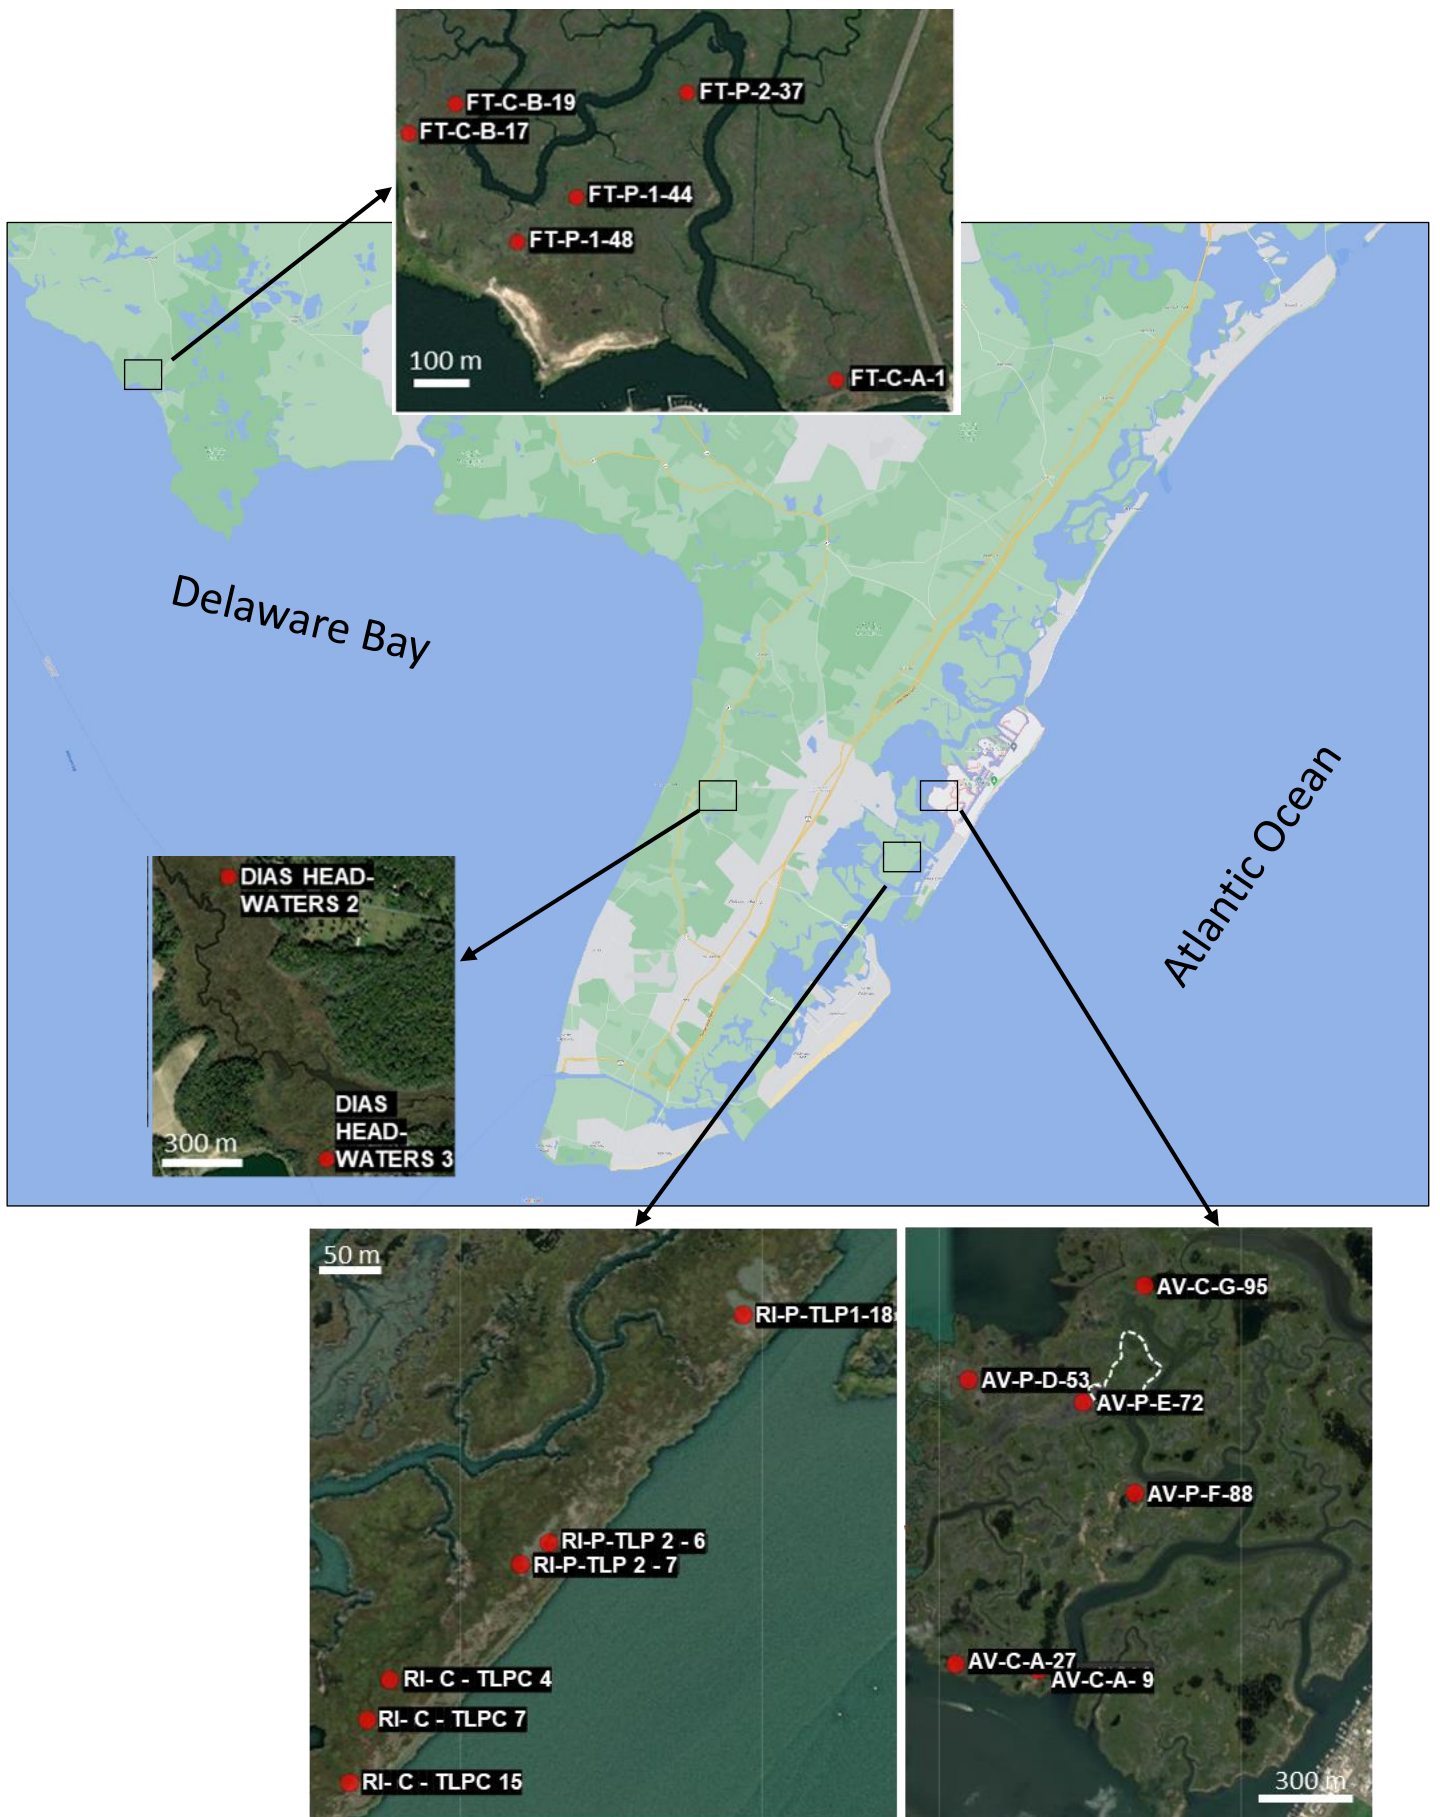 FT-P-2-37
FT-C-B-19
FT-C-B-17
FT-P-1-44
FT-P-1-48
100 m
FT-C-A-1
Delaware Bay
Atlantic Ocean
DIAS HEAD-
WATERS 2
DIAS
HEAD-
WATERS 3
300 m
50 m
RI-P-TLP1-18
RI-P-TLP 2 - 6
RI-P-TLP 2 - 7
RI- C - TLPC 4
RI- C - TLPC 7
RI- C - TLPC 15
AV-C-G-95
AV-P-D-53
AV-P-E-72
AV-P-F-88
AV-C-A-27
AV-C-A- 9
300 m